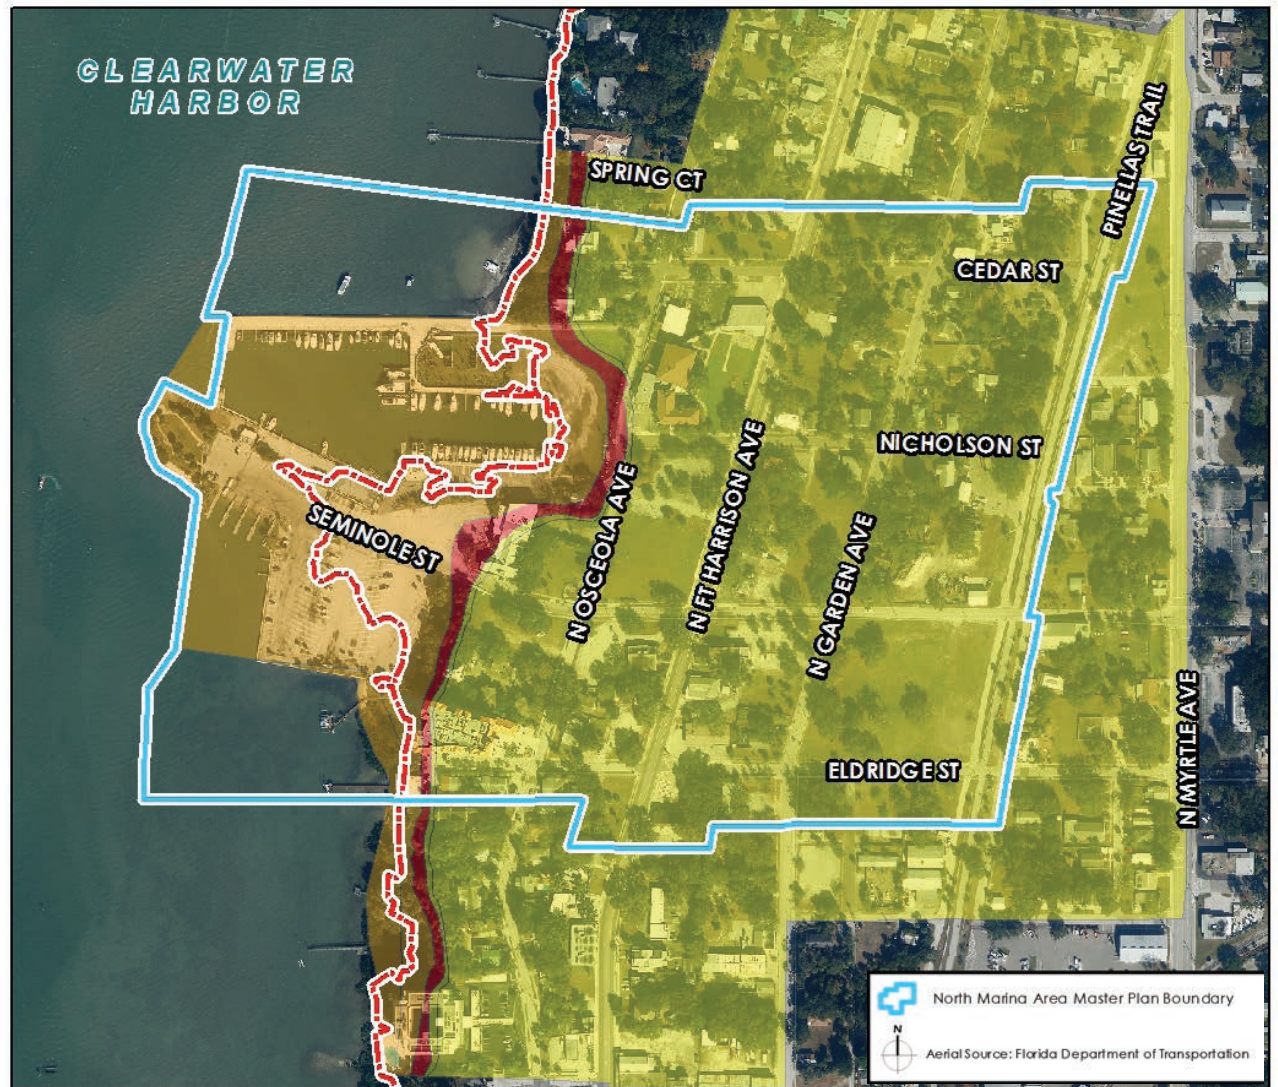 CLEARWATER
HARBOR
SPRING CT
PINELLAS TRAIL
CEDAR ST
NICHOLSON ST
N OSCEOLA AVE
N FT HARRISON AVE
N GARDEN AVE
SEMINOLE ST
ELDRIDGE ST
N MYRTLE AVE
North Marina Area Master Plan Boundary
N
Aerial Source: Florida Department of Transportation